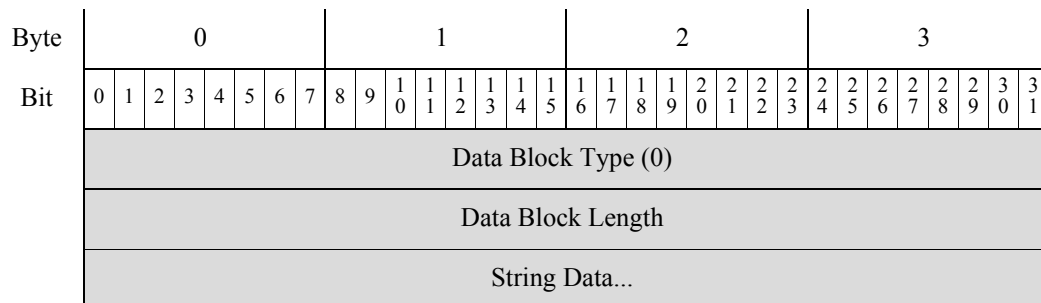 Byte 0 1 2 3
Bit 0 1 2 3 4 5 6 7 8 9 10 11 12 13 14 15 16 17 18 19 20 21 22 23 24 25 26 27 28 29 30 31
Data Block Type (0)
Data Block Length
String Data...